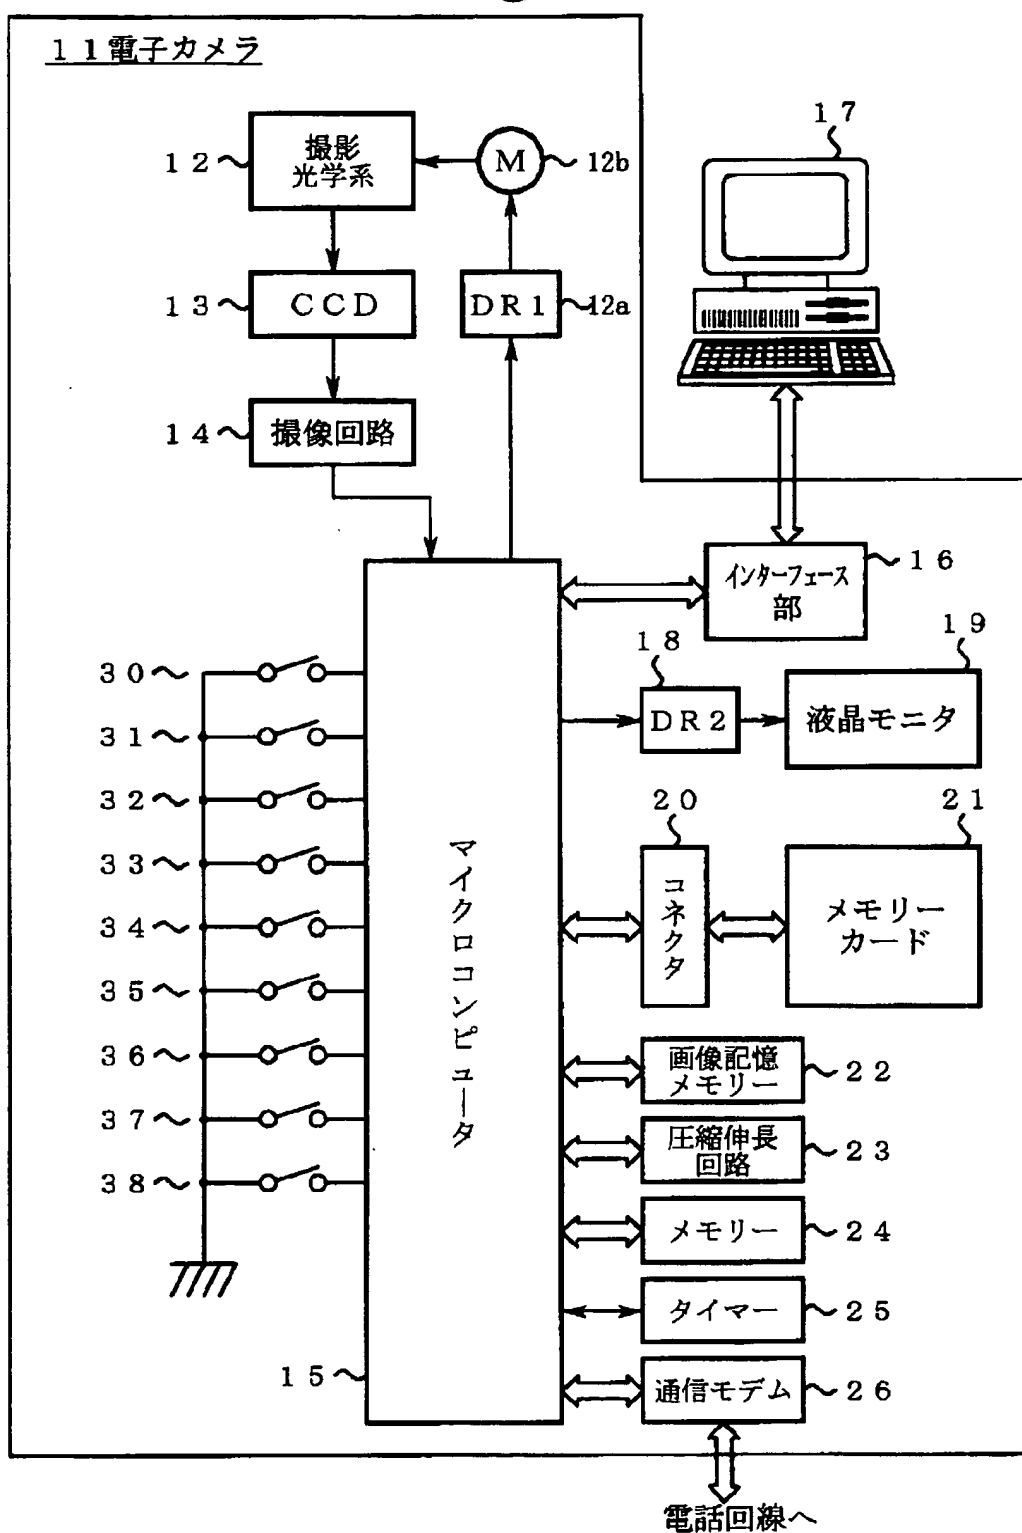 11電子カメラ
17
12
撮影
光学系
M
12b
13
CCD
DR1
12a
14
撮像回路
インターフェース
部
16
18
19
DR2
液晶モニタ
30
31
32
33
34
35
36
37
38
マイクロコンピュータ
15
20
21
コネクタ
メモリー
カード
画像記憶
メモリー
22
圧縮伸長
回路
23
メモリー
24
タイマー
25
通信モデム
26
電話回線へ